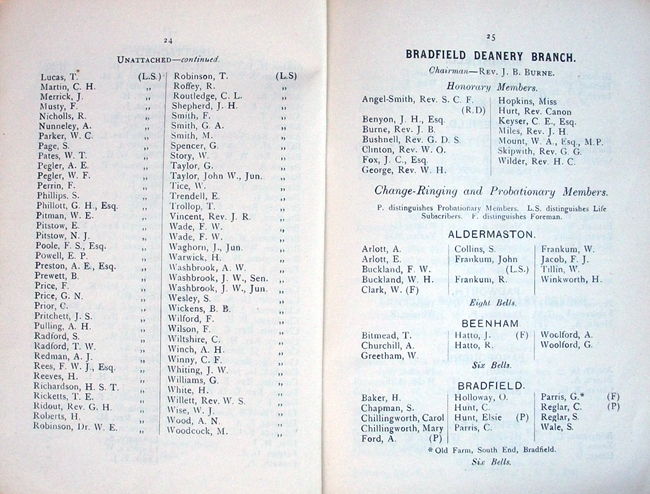 24
UNATTACHED—continued.
Lucas, T. (L.S.)
Martin, C. H. „
Merrick, J. „
Musty, F. „
Nicholls, R. „
Nunneley, A. „
Parker, W. C. „
Page, S. „
Pates, W. T. „
Pegler, A. E. „
Pegler, W. F. „
Perrin, F. „
Phillips, S. „
Phillott, G. H., Esq. „
Pitman, W. E. „
Pitstow, E. „
Pitstow, N. J. „
Poole, F. S., Esq. „
Powell, E. P. „
Preston, A. E., Esq. „
Prewett, B. „
Price, F. „
Price, G. N. „
Prior, C. „
Pritchett, J. S. „
Pulling, A. H. „
Radford, S. „
Radford, T. W. „
Redman, A. J. „
Rees, F. W. J., Esq. „
Reeves, H. „
Richardson, H. S. T. „
Ricketts, T. E. „
Ridout, Rev. G. H. „
Roberts, H. „
Robinson, Dr. W. E. „
Robinson, T. (L.S)
Roffey, R. „
Routledge, C. L. „
Shepherd, J. H. „
Smith, F. „
Smith, G. A. „
Smith, M. „
Spencer, G. „
Story, W. „
Taylor, G. „
Taylor, John W., Jun. „
Tice, W. „
Trendell, E. „
Trollop, T. „
Vincent, Rev. J. R. „
Wade, F. W. „
Wade, F. W. „
Waghorn, J., Jun. „
Warwick, H. „
Washbrook, A. W. „
Washbrook, J. W., Sen. „
Washbrook, J. W., Jun. „
Wesley, S. „
Wickens, B. B. „
Wilford, F. „
Wilson, F. „
Wiltshire, C. „
Winch, A. H. „
Winny, C. F. „
Whiting, J. W. „
Williams, G. „
White, H. „
Willett, Rev. W. S. „
Wise, W. J. „
Wood, A. N. „
Woodcock, M. „
25
BRADFIELD DEANERY BRANCH.
Chairman—REV. J. B. BURNE.
Honorary Members.
Angel-Smith, Rev. S. C. F.
(R.D)
Benyon, J. H., Esq
Burne, Rev. J. B.
Bushnell, Rev. G. D. S.
Clinton, Rev. W. O.
Fox, J. C., Esq.
George, Rev. W. H.
Hopkins, Miss
Hurt, Rev. Canon
Keyser, C. E., Esq.
Miles, Rev. J. H.
Mount, W. A., Esq., M.P.
Skipwith, Rev. G. G.
Wilder, Rev. H. C.
Change-Ringing and Probationary Members.
P. distinguishes Probationary Members. L.S. distinguishes Life
Subscribers. F. distinguishes Foreman.
ALDERMASTON.
Arlott, A.
Arlott, E.
Buckland, F. W.
Buckland, W. H.
Clark, W. (F)
Collins, S.
Frankum, John
(L.S.)
Frankum, R.
Frankum, W.
Jacob, F. J.
Tillin, W.
Winkworth, H.
Eight Bells.
BEENHAM
Bitmead, T.
Churchill, A.
Greetham, W.
Hatto, J. (F)
Hatto, R.
Woolford, A.
Woolford, G.
Six Bells.
BRADFIELD.
Baker, H.
Chapman, S.
Chillingworth, Carol
Chillingworth, Mary
Ford, A. (P)
Holloway, O.
Hunt, C.
Hunt, Elsie (P)
Parris, C.
Parris, G.* (F)
Reglar, C. (P)
Reglar, S.
Wale, S.
* Old Farm, South End, Bradfield.
Six Bells.